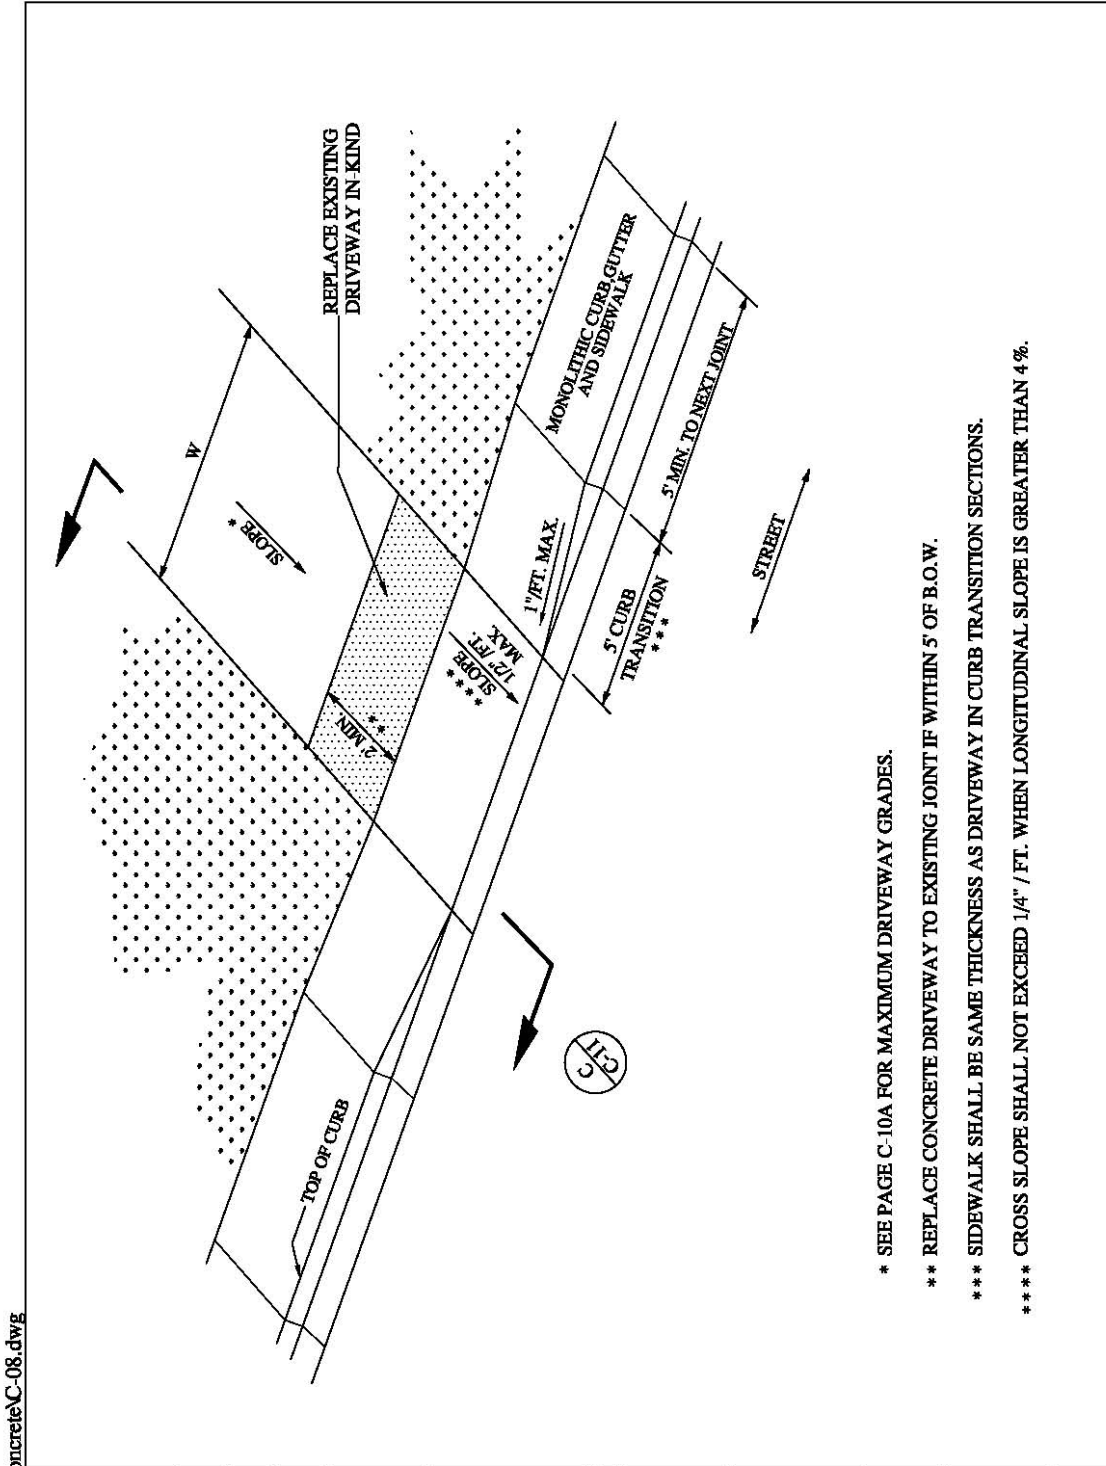 oncrete\C-08.dwg
W
SLOPE *
REPLACE EXISTING
DRIVEWAY IN-KIND
2' MIN.
**
****
SLOPE
1/2" /FT.
MAX.
1"/FT. MAX.
MONOLITHIC CURB,GUTTER
AND SIDEWALK
5' MIN. TO NEXT JOINT
5' CURB
TRANSITION
***
TOP OF CURB
C
C-11
STREET
* SEE PAGE C-10A FOR MAXIMUM DRIVEWAY GRADES.
** REPLACE CONCRETE DRIVEWAY TO EXISTING JOINT IF WITHIN 5' OF B.O.W.
*** SIDEWALK SHALL BE SAME THICKNESS AS DRIVEWAY IN CURB TRANSITION SECTIONS.
**** CROSS SLOPE SHALL NOT EXCEED 1/4" / FT. WHEN LONGITUDINAL SLOPE IS GREATER THAN 4%.